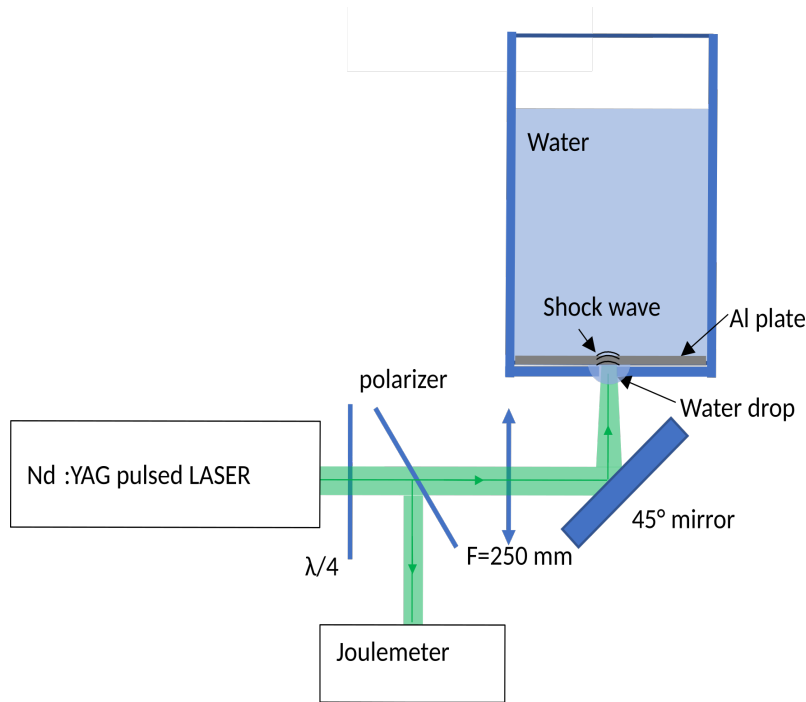 Water
Shock wave
Al plate
polarizer
Water drop
Nd :YAG pulsed LASER
45° mirror
F=250 mm
λ/4
Joulemeter